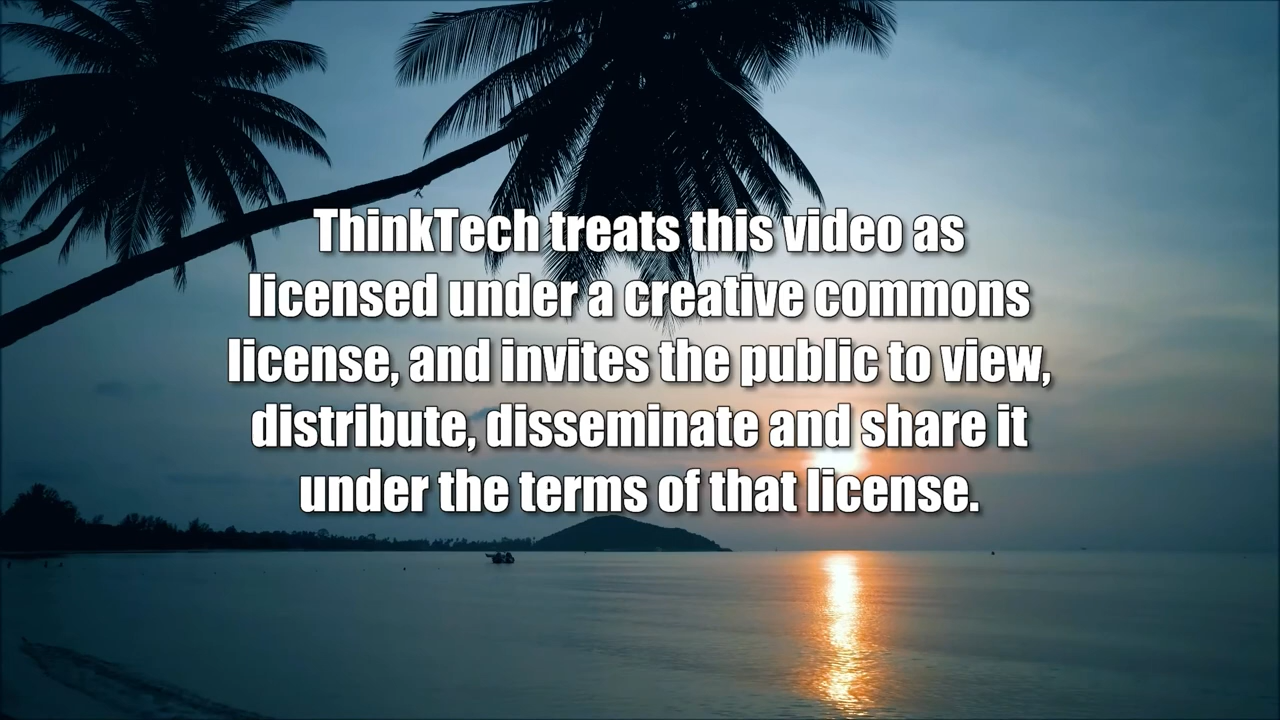 ThinkTech treats this video as
licensed under a creative commons
license, and invites the public to view,
distribute, disseminate and share it
under the terms of that license.